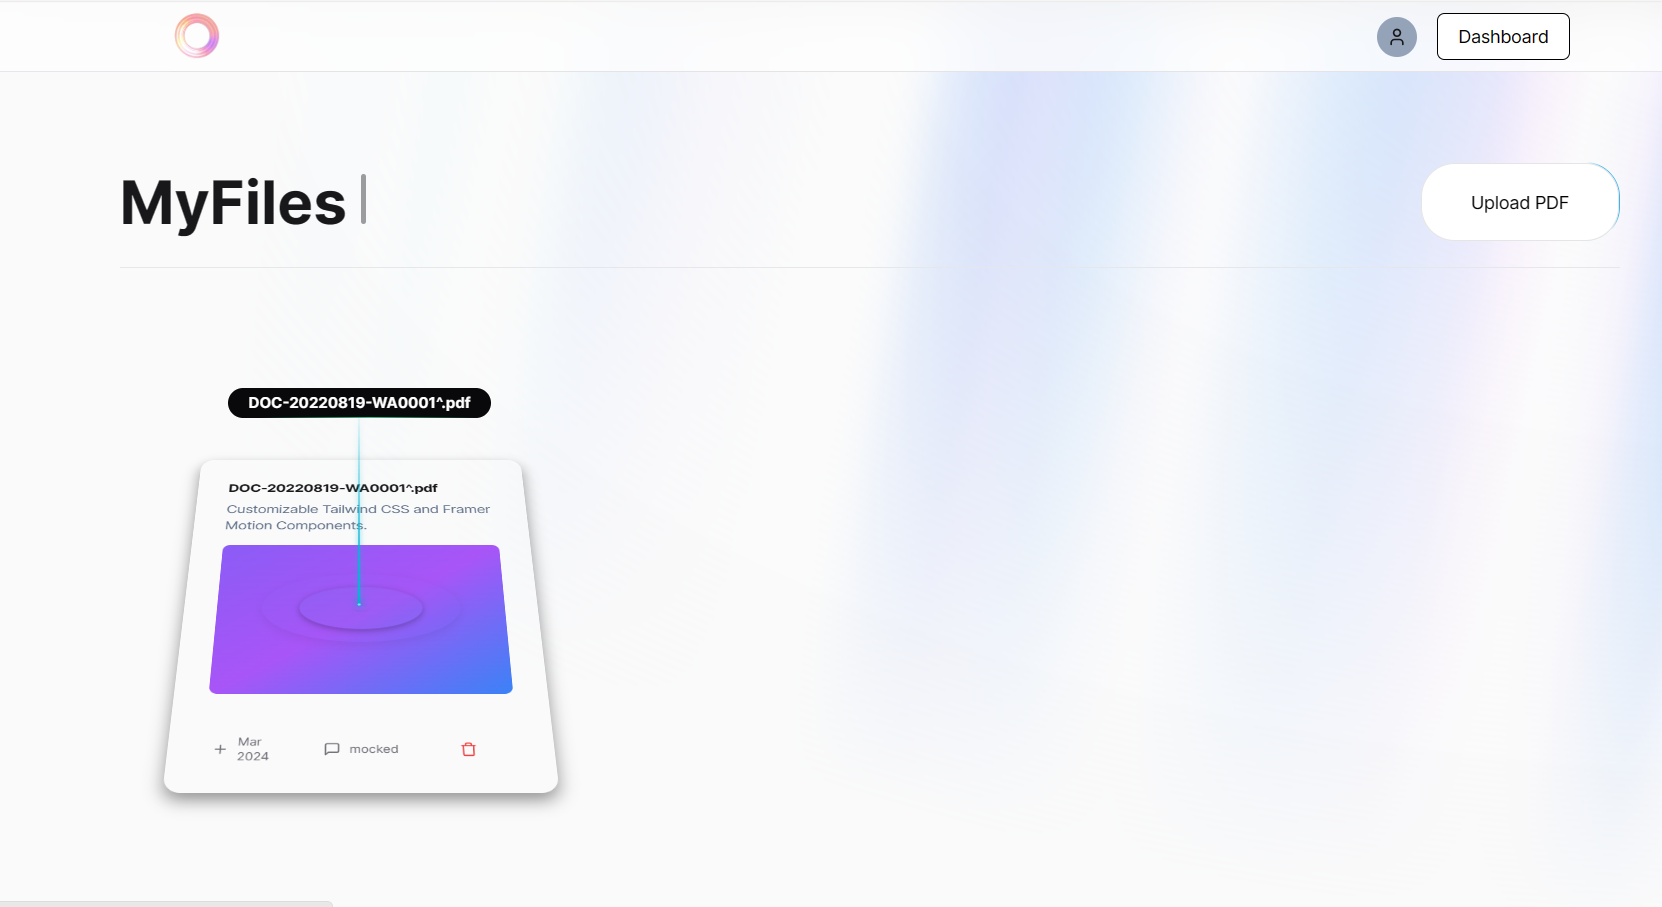 Dashboard
MyFiles
Upload PDF
DOC-20220819-WA0001^.pdf
DOC-20220819-WA0001^.pdf
Customizable Tailwind CSS and Framer
Motion Components.
Mar
2024
mocked